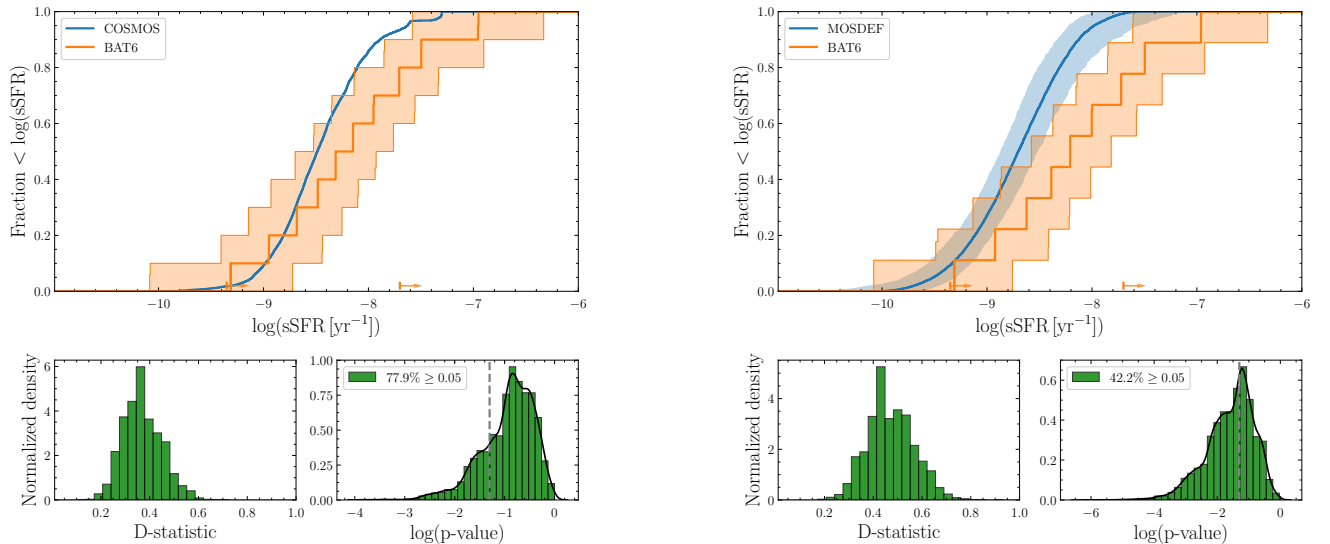 1.0
0.8
0.6
0.4
0.2
0.0
Fraction < log(sSFR)
COSMOS
BAT6
−10 −9 −8 −7 −6
log(sSFR [yr⁻¹])
1.0
0.8
0.6
0.4
0.2
0.0
Fraction < log(sSFR)
MOSDEF
BAT6
−10 −9 −8 −7 −6
log(sSFR [yr⁻¹])
6
4
2
0
Normalized density
0.2 0.4 0.6 0.8 1.0
D-statistic
1.00
0.75
0.50
0.25
0.00
77.9% ≥ 0.05
−4 −3 −2 −1 0
log(p-value)
4
2
0
Normalized density
0.0 0.2 0.4 0.6 0.8 1.0
D-statistic
0.6
0.4
0.2
0.0
42.2% ≥ 0.05
−6 −4 −2 0
log(p-value)